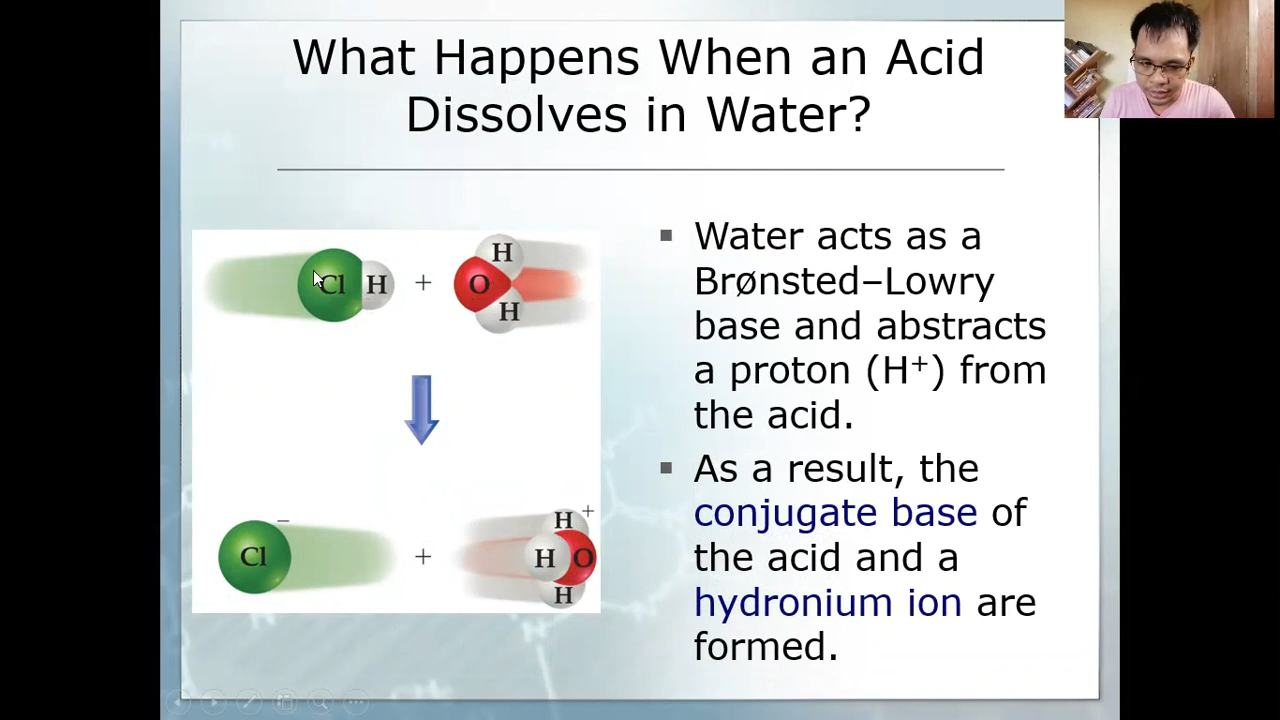 What Happens When an Acid
Dissolves in Water?
Cl H + O H H
Cl − + H H H O +
▪ Water acts as a
Brønsted–Lowry
base and abstracts
a proton (H⁺) from
the acid.
▪ As a result, the
conjugate base of
the acid and a
hydronium ion are
formed.